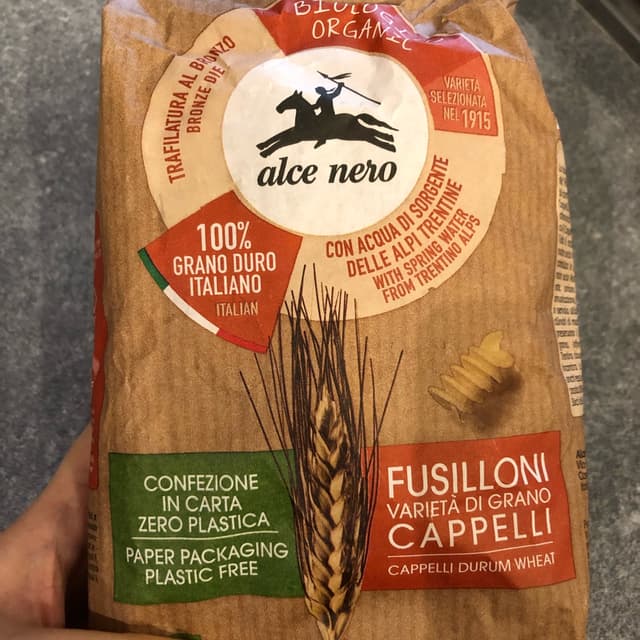 ORGANIC
TRAFILATURA AL BRONZO
BRONZE DIE
VARIETÀ
SELEZIONATA
NEL 1915
alce nero
100%
GRANO DURO
ITALIANO
ITALIAN
CON ACQUA DI SORGENTE
DELLE ALPI TRENTINE
WITH SPRING WATER
FROM TRENTINO ALPS
CONFEZIONE
IN CARTA
ZERO PLASTICA
PAPER PACKAGING
PLASTIC FREE
FUSILLONI
VARIETÀ DI GRANO
CAPPELLI
CAPPELLI DURUM WHEAT